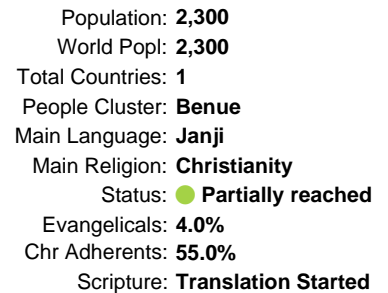 Population: 2,300
World Popl: 2,300
Total Countries: 1
People Cluster: Benue
Main Language: Janji
Main Religion: Christianity
Status: Partially reached
Evangelicals: 4.0%
Chr Adherents: 55.0%
Scripture: Translation Started